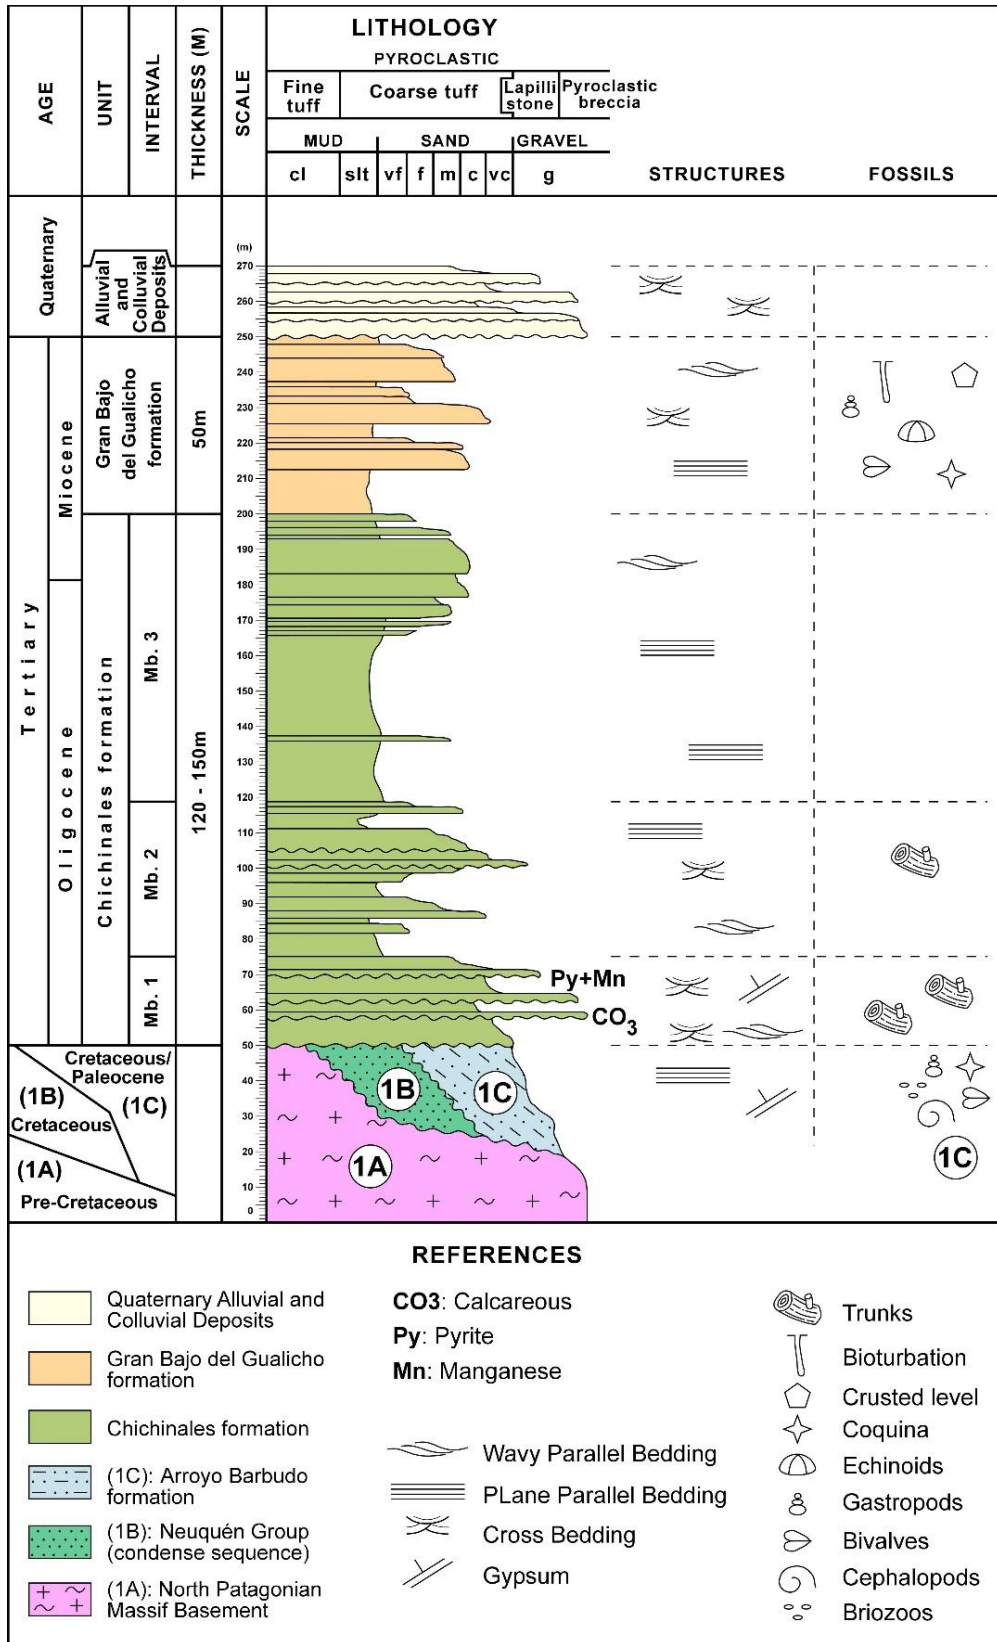 LITHOLOGY
PYROCLASTIC
Fine
tuff
Coarse tuff
Lapilli
stone
Pyroclastic
breccia
MUD
SAND
GRAVEL
cl
slt
vf
f
m
c
vc
g
AGE
UNIT
INTERVAL
THICKNESS (M)
SCALE
STRUCTURES
FOSSILS
Quaternary
Alluvial
and
Colluvial
Deposits
(m)
270
260
250
240
230
220
210
200
190
180
170
160
150
140
130
120
110
100
90
80
70
60
50
40
30
20
10
0
Tertiary
Miocene
Oligocene
Gran Bajo
del Gualicho
formation
50m
Chichinales formation
Mb. 3
Mb. 2
Mb. 1
120 - 150m
Py+Mn
CO3
Cretaceous/
Paleocene
(1B)
(1C)
Cretaceous
(1A)
Pre-Cretaceous
1B
1C
1A
1C
REFERENCES
Quaternary Alluvial and
Colluvial Deposits
Gran Bajo del Gualicho
formation
Chichinales formation
(1C): Arroyo Barbudo
formation
(1B): Neuquén Group
(condense sequence)
(1A): North Patagonian
Massif Basement
CO3: Calcareous
Py: Pyrite
Mn: Manganese
Wavy Parallel Bedding
PLane Parallel Bedding
Cross Bedding
Gypsum
Trunks
Bioturbation
Crusted level
Coquina
Echinoids
Gastropods
Bivalves
Cephalopods
Briozoos